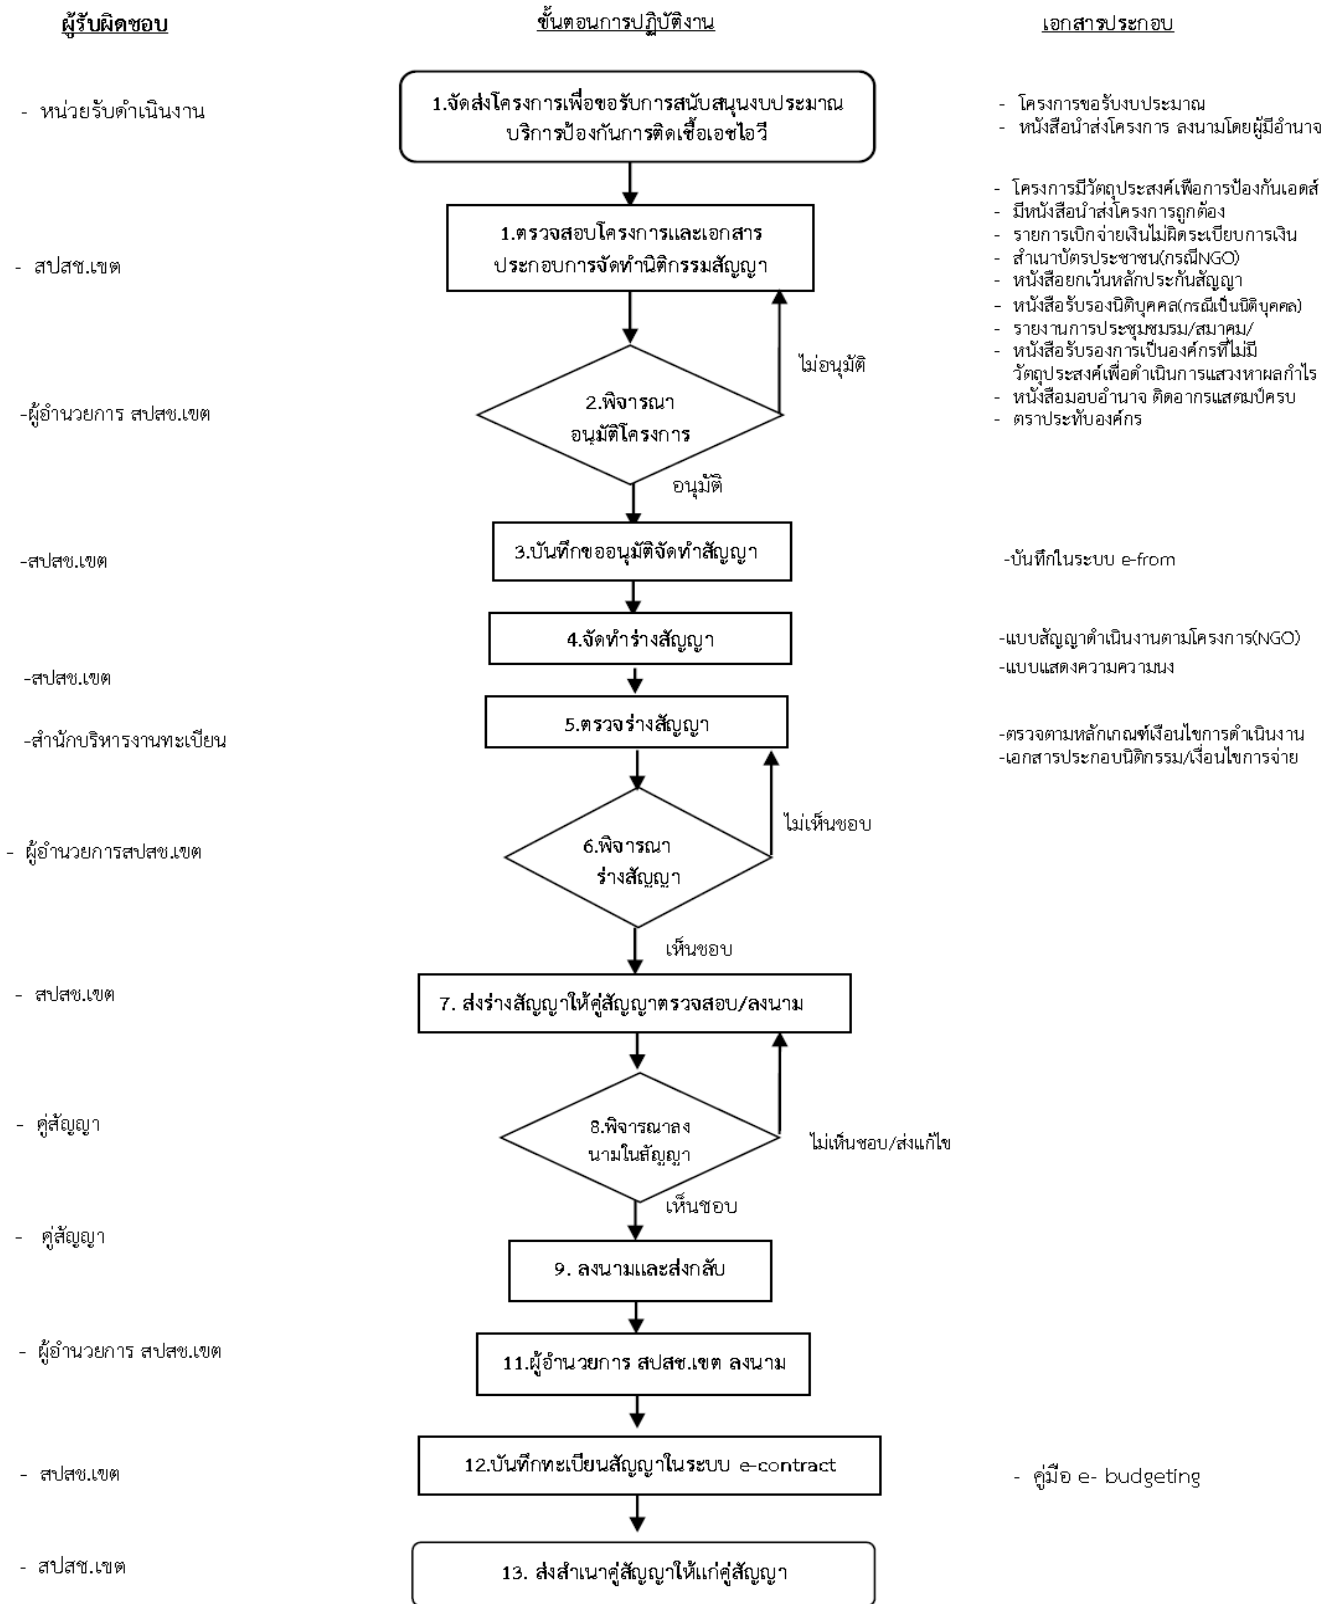 ผู้รับผิดชอบ
ขั้นตอนการปฏิบัติงาน
เอกสารประกอบ
- หน่วยรับดำเนินงาน
1.จัดส่งโครงการเพื่อขอรับการสนับสนุนงบประมาณ
บริการป้องกันการติดเชื้อเอชไอวี
- โครงการขอรับงบประมาณ
- หนังสือนำส่งโครงการ ลงนามโดยผู้มีอำนาจ
- สปสช.เขต
1.ตรวจสอบโครงการและเอกสาร
ประกอบการจัดทำนิติกรรมสัญญา
- โครงการมีวัตถุประสงค์เพื่อการป้องกันเอดส์
- มีหนังสือนำส่งโครงการถูกต้อง
- รายการเบิกจ่ายเงินไม่ผิดระเบียบการเงิน
- สำเนาบัตรประชาชน(กรณีNGO)
- หนังสือยกเว้นหลักประกันสัญญา
- หนังสือรับรองนิติบุคคล(กรณีเป็นนิติบุคคล)
- รายงานการประชุมชมรม/สมาคม/
- หนังสือรับรองการเป็นองค์กรที่ไม่มี
วัตถุประสงค์เพื่อดำเนินการแสวงหาผลกำไร
- หนังสือมอบอำนาจ ติดอากรแสตมป์ครบ
- ตราประทับองค์กร
ไม่อนุมัติ
-ผู้อำนวยการ สปสช.เขต
2.พิจารณา
อนุมัติโครงการ
อนุมัติ
-สปสช.เขต
3.บันทึกขออนุมัติจัดทำสัญญา
-บันทึกในระบบ e-from
-สปสช.เขต
4.จัดทำร่างสัญญา
-แบบสัญญาดำเนินงานตามโครงการ(NGO)
-แบบแสดงความความนง
-สำนักบริหารงานทะเบียน
5.ตรวจร่างสัญญา
-ตรวจตามหลักเกณฑ์เงือนไขการดำเนินงาน
-เอกสารประกอบนิติกรรม/เงื่อนไขการจ่าย
ไม่เห็นชอบ
- ผู้อำนวยการสปสช.เขต
6.พิจารณา
ร่างสัญญา
เห็นชอบ
- สปสช.เขต
7. ส่งร่างสัญญาให้คู่สัญญาตรวจสอบ/ลงนาม
- คู่สัญญา
8.พิจารณาลง
นามในสัญญา
ไม่เห็นชอบ/ส่งแก้ไข
เห็นชอบ
- คู่สัญญา
9. ลงนามและส่งกลับ
- ผู้อำนวยการ สปสช.เขต
11.ผู้อำนวยการ สปสช.เขต ลงนาม
- สปสช.เขต
12.บันทึกทะเบียนสัญญาในระบบ e-contract
- คู่มือ e- budgeting
- สปสช.เขต
13. ส่งสำเนาคู่สัญญาให้แก่คู่สัญญา